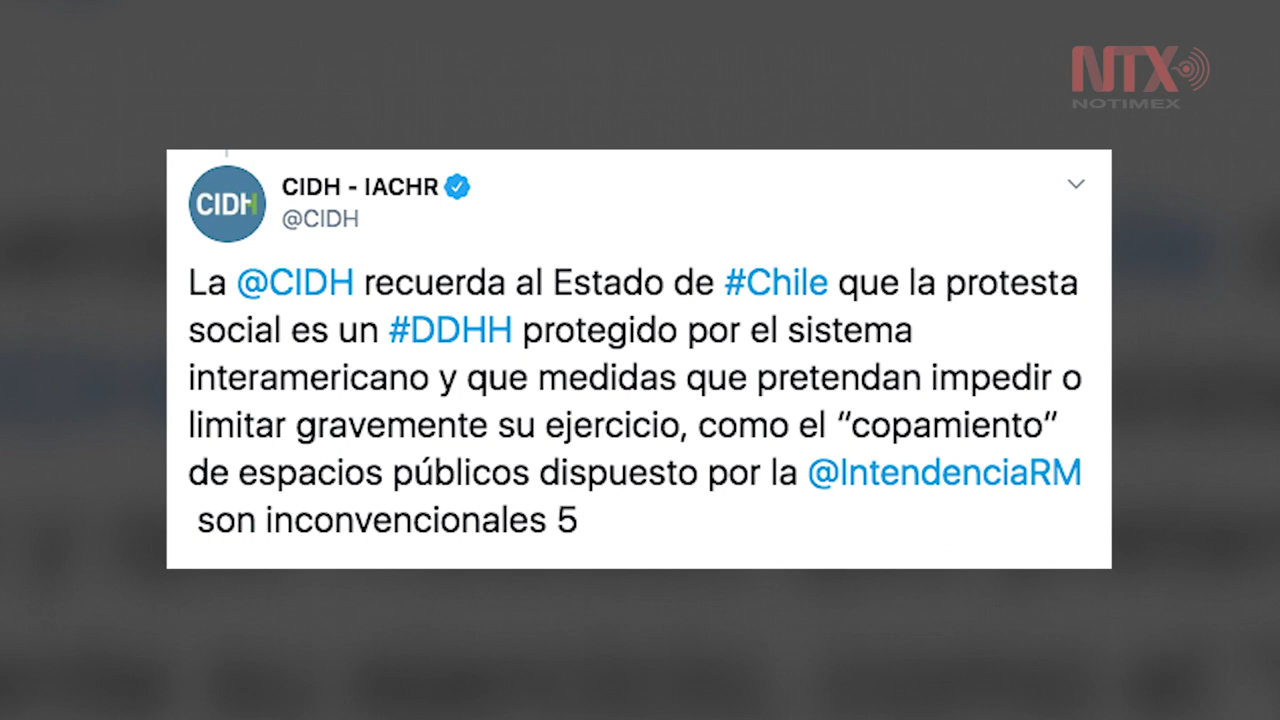 NTX
NOTIMEX
CIDH
CIDH - IACHR
@CIDH
La @CIDH recuerda al Estado de #Chile que la protesta
social es un #DDHH protegido por el sistema
interamericano y que medidas que pretendan impedir o
limitar gravemente su ejercicio, como el “copamiento”
de espacios públicos dispuesto por la @IntendenciaRM
son inconvencionales 5